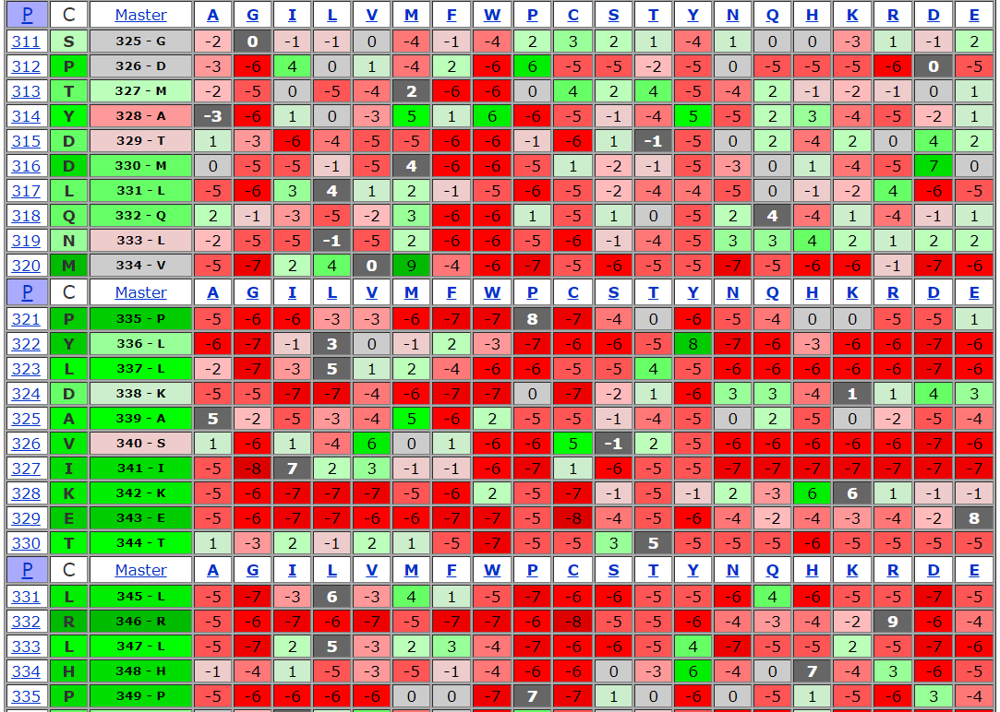 P C Master A G I L V M F W P C S T Y N Q H K R D E
311 S 325 - G -2 0 -1 -1 0 -4 -1 -4 2 3 2 1 -4 1 0 0 -3 1 -1 2
312 P 326 - D -3 -6 4 0 1 -4 2 -6 6 -5 -5 -2 -5 0 -5 -5 -5 -6 0 -5
313 T 327 - M -2 -5 0 -5 -4 2 -6 -6 0 4 2 4 -5 -4 2 -1 -2 -1 0 1
314 Y 328 - A -3 -6 1 0 -3 5 1 6 -6 -5 -1 -4 5 -5 2 3 -4 -5 -2 1
315 D 329 - T 1 -3 -6 -4 -5 -5 -6 -6 -1 -6 1 -1 -5 0 2 -4 2 0 4 2
316 D 330 - M 0 -5 -5 -1 -5 4 -6 -6 -5 1 -2 -1 -5 -3 0 1 -4 -5 7 0
317 L 331 - L -5 -6 3 4 1 2 -1 -5 -6 -5 -2 -4 -4 -5 0 -1 -2 4 -6 -5
318 Q 332 - Q 2 -1 -3 -5 -2 3 -6 -6 1 -5 1 0 -5 2 4 -4 1 -4 -1 1
319 N 333 - L -2 -5 -5 -1 -5 2 -6 -6 -5 -6 -1 -4 -5 3 3 4 2 1 2 2
320 M 334 - V -5 -7 2 4 0 9 -4 -6 -7 -5 -6 -5 -5 -7 -5 -6 -6 -1 -7 -6
P C Master A G I L V M F W P C S T Y N Q H K R D E
321 P 335 - P -5 -6 -6 -3 -3 -6 -7 -7 8 -7 -4 0 -6 -5 -4 0 0 -5 -5 1
322 Y 336 - L -6 -7 -1 3 0 -1 2 -3 -7 -6 -6 -5 8 -7 -6 -3 -6 -6 -7 -6
323 L 337 - L -2 -7 -3 5 1 2 -4 -6 -6 -5 -5 4 -5 -6 -6 -6 -6 -6 -7 -6
324 D 338 - K -5 -5 -7 -7 -4 -6 -7 -7 0 -7 -2 1 -6 3 3 -4 1 1 4 3
325 A 339 - A 5 -2 -5 -3 -4 5 -6 2 -5 -5 -1 -4 -5 0 2 -5 0 -2 -5 -4
326 V 340 - S 1 -6 1 -4 6 0 1 -6 -6 5 -1 2 -5 -6 -6 -6 -6 -6 -7 -6
327 I 341 - I -5 -8 7 2 3 -1 -1 -6 -7 1 -6 -5 -5 -7 -7 -7 -7 -7 -7 -7
328 K 342 - K -5 -6 -7 -7 -7 -5 -6 2 -5 -7 -1 -5 -1 2 -3 6 6 1 -1 -1
329 E 343 - E -5 -6 -7 -7 -6 -6 -7 -7 -5 -8 -4 -5 -6 -4 -2 -4 -3 -4 -2 8
330 T 344 - T 1 -3 2 -1 2 1 -5 -7 -5 -5 3 5 -5 -5 -5 -6 -5 -5 -5 -5
P C Master A G I L V M F W P C S T Y N Q H K R D E
331 L 345 - L -5 -7 -3 6 -3 4 1 -5 -7 -6 -6 -5 -5 -6 4 -6 -5 -5 -7 -5
332 R 346 - R -5 -6 -7 -6 -7 -5 -7 -7 -6 -8 -5 -5 -6 -4 -3 -4 -2 9 -6 -4
333 L 347 - L -5 -7 2 5 -3 2 3 -4 -7 -6 -6 -5 4 -7 -5 -5 2 -5 -7 -6
334 H 348 - H -1 -4 1 -5 -3 -5 -1 -4 -6 -6 0 -3 6 -4 0 7 -4 3 -6 -5
335 P 349 - P -5 -6 -6 -6 -6 0 0 -7 7 -7 1 0 -6 0 -5 1 -5 -6 3 -4